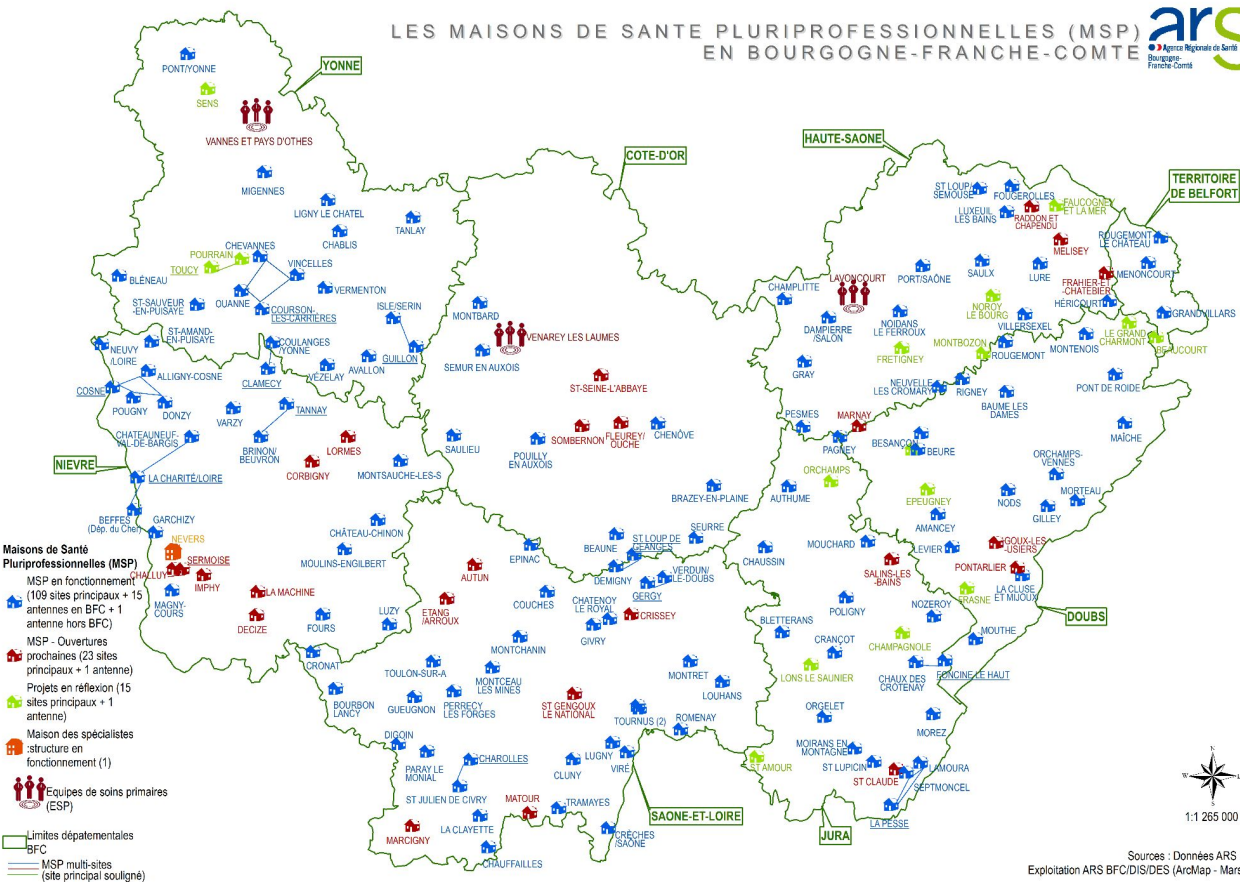 LES MAISONS DE SANTE PLURIPROFESSIONNELLES (MSP)
EN BOURGOGNE-FRANCHE-COMTE
ars
Agence Régionale de Santé
Bourgogne-
Franche-Comté
YONNE
PONT/YONNE
SENS
VANNES ET PAYS D'OTHES
MIGENNES
LIGNY LE CHATEL
TANLAY
CHABLIS
CHEVANNES
POURRAIN
TOUCY
VINCELLES
BLÉNEAU
OUANNE
VERMENTON
ST-SAUVEUR
-EN-PUISAYE
COURSON-
LES-CARRIÈRES
ISLE/SERIN
ST-AMAND
-EN-PUISAYE
NEUVY
/LOIRE
COULANGES
/YONNE
GUILLON
AVALLON
VÉZELAY
ALLIGNY-COSNE
CLAMECY
COSNE
POUGNY
DONZY
VARZY
TANNAY
CHATEAUNEUF-
VAL-DE-BARGIS
BRINON/
BEUVRON
LORMES
CORBIGNY
MONTSAUCHE-LES-S
NIEVRE
LA CHARITÉ/LOIRE
BEFFES
(Dép. du Cher)
GARCHIZY
CHÂTEAU-CHINON
MOULINS-ENGILBERT
NEVERS
SERMOISE
CHALLUY
IMPHY
MAGNY-
COURS
LA MACHINE
DECIZE
FOURS
LUZY
COTE-D'OR
MONTBARD
VENAREY LES LAUMES
SEMUR EN AUXOIS
ST-SEINE-L'ABBAYE
SOMBERNON
FLEUREY/
OUCHE
CHENÔVE
SAULIEU
POUILLY
EN AUXOIS
BRAZEY-EN-PLAINE
BEAUNE
SEURRE
HAUTE-SAONE
ST LOUP/
SEMOUSE
FOUGEROLLES
LUXEUIL
LES BAINS
RADDON ET
CHAPENDU
FAUCOGNEY
ET LA MER
MELISEY
LAVONCOURT
CHAMPLITTE
PORT/SAÔNE
SAULX
LURE
FRAHIER-ET
-CHATEBIER
HÉRICOURT
DAMPIERRE
/SALON
NOIDANS
LE FERROUX
NOROY
LE BOURG
VILLERSEXEL
FRETIGNY
MONTBOZON
GRAY
NEUVELLE
LES CROMARY
PESMES
MARNAY
TERRITOIRE
DE BELFORT
ROUGEMONT
LE CHÂTEAU
MENONCOURT
GRANDVILLARS
BEAUCOURT
LE GRAND
CHARMONT
MONTENOIS
ROUGEMONT
RIGNEY
BAUME LES
DAMES
PONT DE ROIDE
MAÎCHE
BESANÇON
BEURE
PAGNEY
ORCHAMPS
AUTHUME
EPEUGNEY
ORCHAMPS-
VENNES
MORTEAU
NODS
GILLEY
AMANCEY
LEVIER
GOUX-LES
-USIERS
PONTARLIER
LA CLUSE
ET MIJOUX
FRASNE
DOUBS
MOUTHE
MOUCHARD
CHAUSSIN
SALINS-LES
-BAINS
POLIGNY
NOZEROY
BLETTERANS
CRANÇOT
CHAMPAGNOLE
LONS LE SAUNIER
CHAUX DES
CROTENAY
FONCINE LE HAUT
ORGELET
MOREZ
MOIRANS EN
MONTAGNE
ST LUPICIN
ST CLAUDE
LAMOURA
SEPTMONCEL
LA PESSE
ST AMOUR
JURA
EPINAC
ST LOUP DE
GEANGES
DEMIGNY
VERDUN/
LE-DOUBS
GERGY
AUTUN
ETANG
/ARROUX
COUCHES
CHATENOY
LE ROYAL
CRISSEY
GIVRY
MONTCHANIN
CRONAT
TOULON-SUR-A
MONTCEAU
LES MINES
MONTRET
LOUHANS
BOURBON
LANCY
GUEUGNON
PERRECY
LES FORGES
ST GENGOUX
LE NATIONAL
TOURNUS (2)
ROMENAY
DIGOIN
PARAY LE
MONIAL
CHAROLLES
LUGNY
VIRÉ
CLUNY
ST JULIEN DE CIVRY
MATOUR
TRAMAYES
LA CLAYETTE
MARCIGNY
CHAUFFAILLES
CRÊCHES
/SAÔNE
SAONE-ET-LOIRE
Maisons de Santé
Pluriprofessionnelles (MSP)
MSP en fonctionnement
(109 sites principaux + 15
antennes en BFC + 1
antenne hors BFC)
MSP - Ouvertures
prochaines (23 sites
principaux + 1 antenne)
Projets en réflexion (15
sites principaux + 1
antenne)
Maison des spécialistes
:structure en
fonctionnement (1)
Equipes de soins primaires
(ESP)
Limites dépatementales
BFC
MSP multi-sites
(site principal souligné)
N
W E
S
1:1 265 000
Sources : Données ARS
Exploitation ARS BFC/DIS/DES (ArcMap - Mars